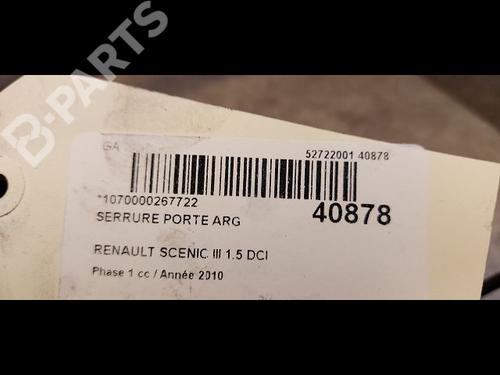 B-PARTS
GA
52722001 40878
*1070000267722
SERRURE PORTE ARG
40878
RENAULT SCENIC III 1.5 DCI
Phase 1 cc / Année 2010